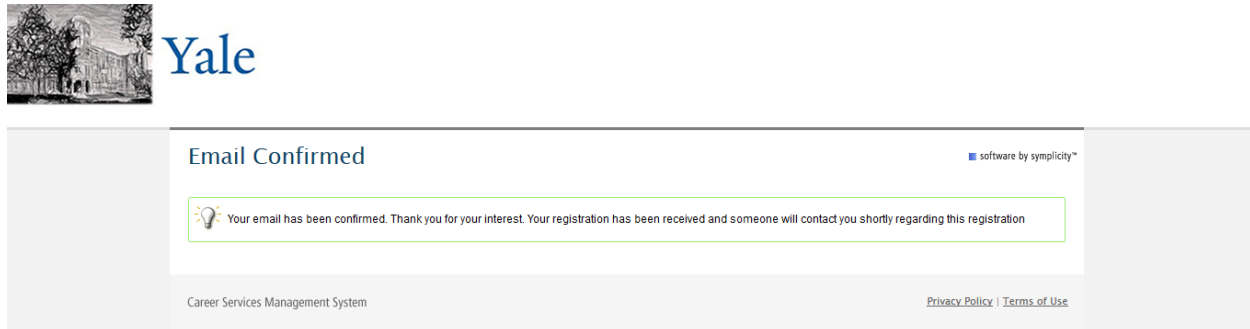 Yale
Email Confirmed
software by symplicity™
Your email has been confirmed. Thank you for your interest. Your registration has been received and someone will contact you shortly regarding this registration
Career Services Management System
Privacy Policy | Terms of Use